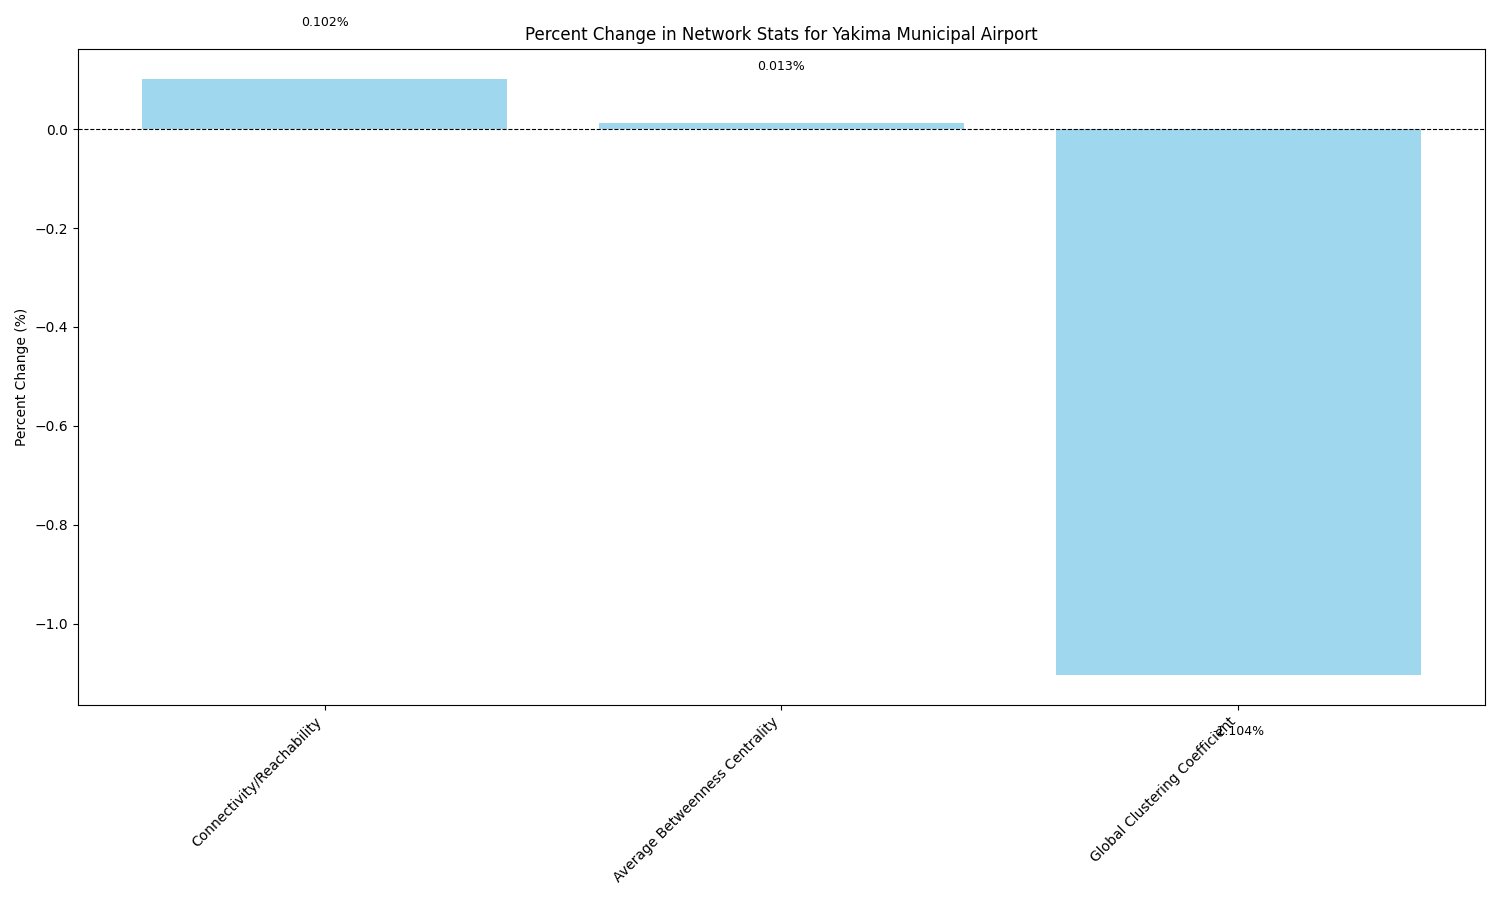 0.102%
Percent Change in Network Stats for Yakima Municipal Airport
0.013%
0.0
−0.2
−0.4
−0.6
−0.8
−1.0
Percent Change (%)
Connectivity/Reachability
Average Betweenness Centrality
Global Clustering Coefficient